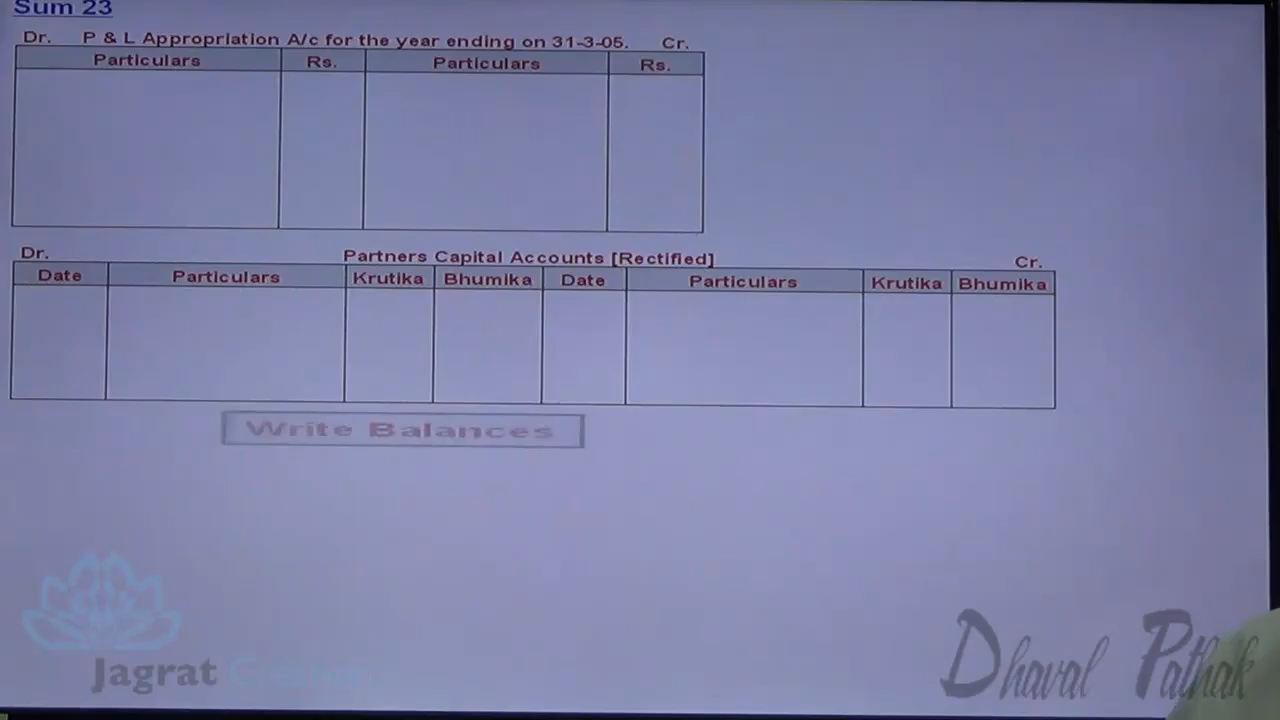 Sum 23
Dr. P & L Appropriation A/c for the year ending on 31-3-05. Cr.
Particulars Rs. Particulars Rs.
Dr. Partners Capital Accounts [Rectified] Cr.
Date Particulars Krutika Bhumika Date Particulars Krutika Bhumika
Write Balances
Jagrat
Dhaval Pathak